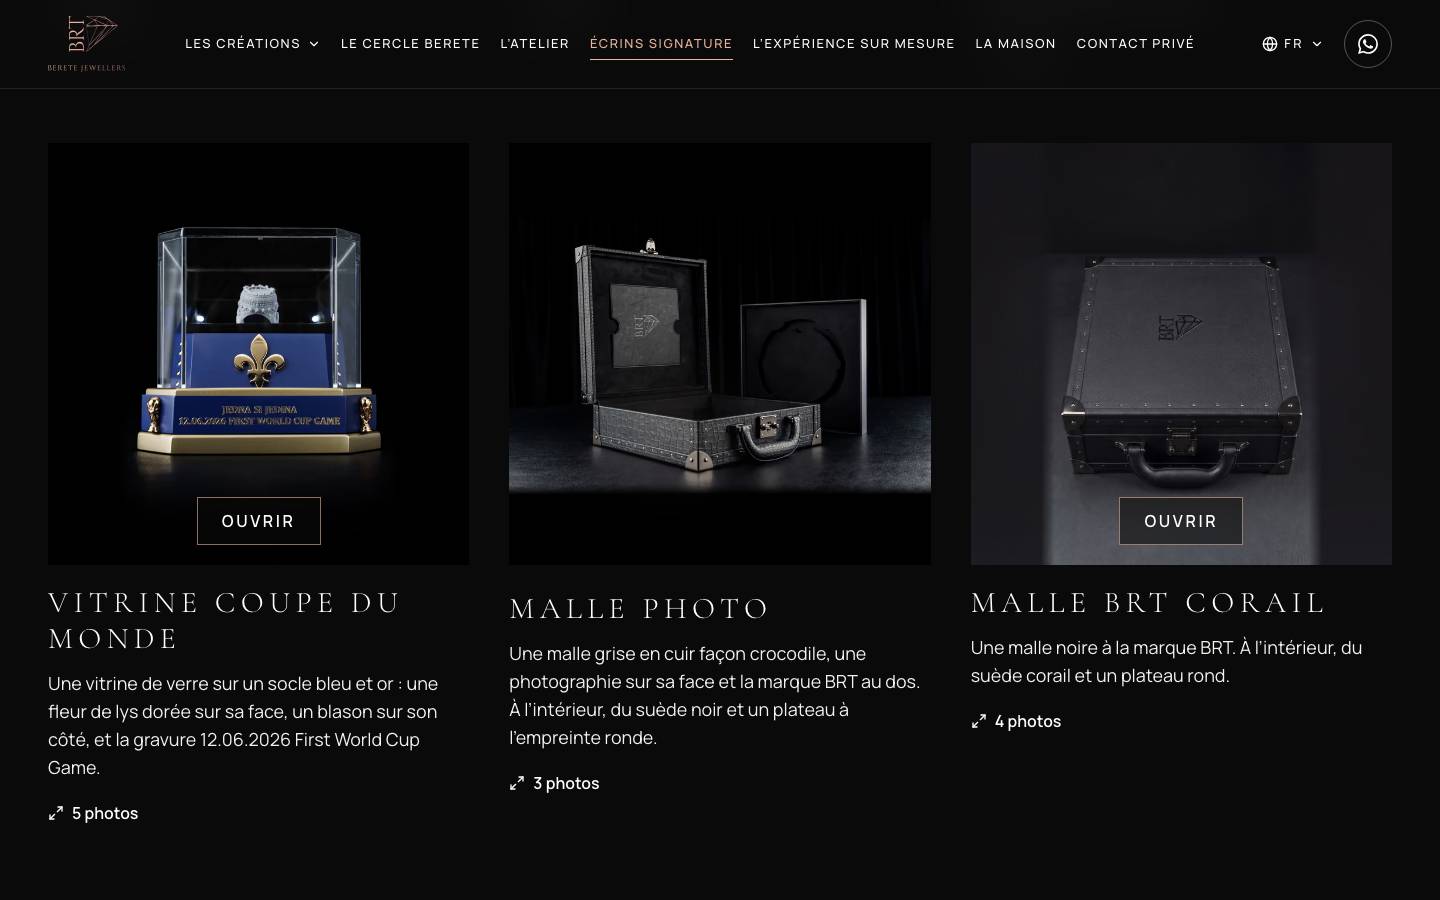 BRT
BERETE JEWELLERS
LES CRÉATIONS
LE CERCLE BERETE
L'ATELIER
ÉCRINS SIGNATURE
L'EXPÉRIENCE SUR MESURE
LA MAISON
CONTACT PRIVÉ
FR
JEDNA SI JEDINA
12.06.2026 FIRST WORLD CUP GAME
BRT
BRT
OUVRIR
OUVRIR
VITRINE COUPE DU
MONDE
Une vitrine de verre sur un socle bleu et or : une
fleur de lys dorée sur sa face, un blason sur son
côté, et la gravure 12.06.2026 First World Cup
Game.
5 photos
MALLE PHOTO
Une malle grise en cuir façon crocodile, une
photographie sur sa face et la marque BRT au dos.
À l'intérieur, du suède noir et un plateau à
l'empreinte ronde.
3 photos
MALLE BRT CORAIL
Une malle noire à la marque BRT. À l'intérieur, du
suède corail et un plateau rond.
4 photos